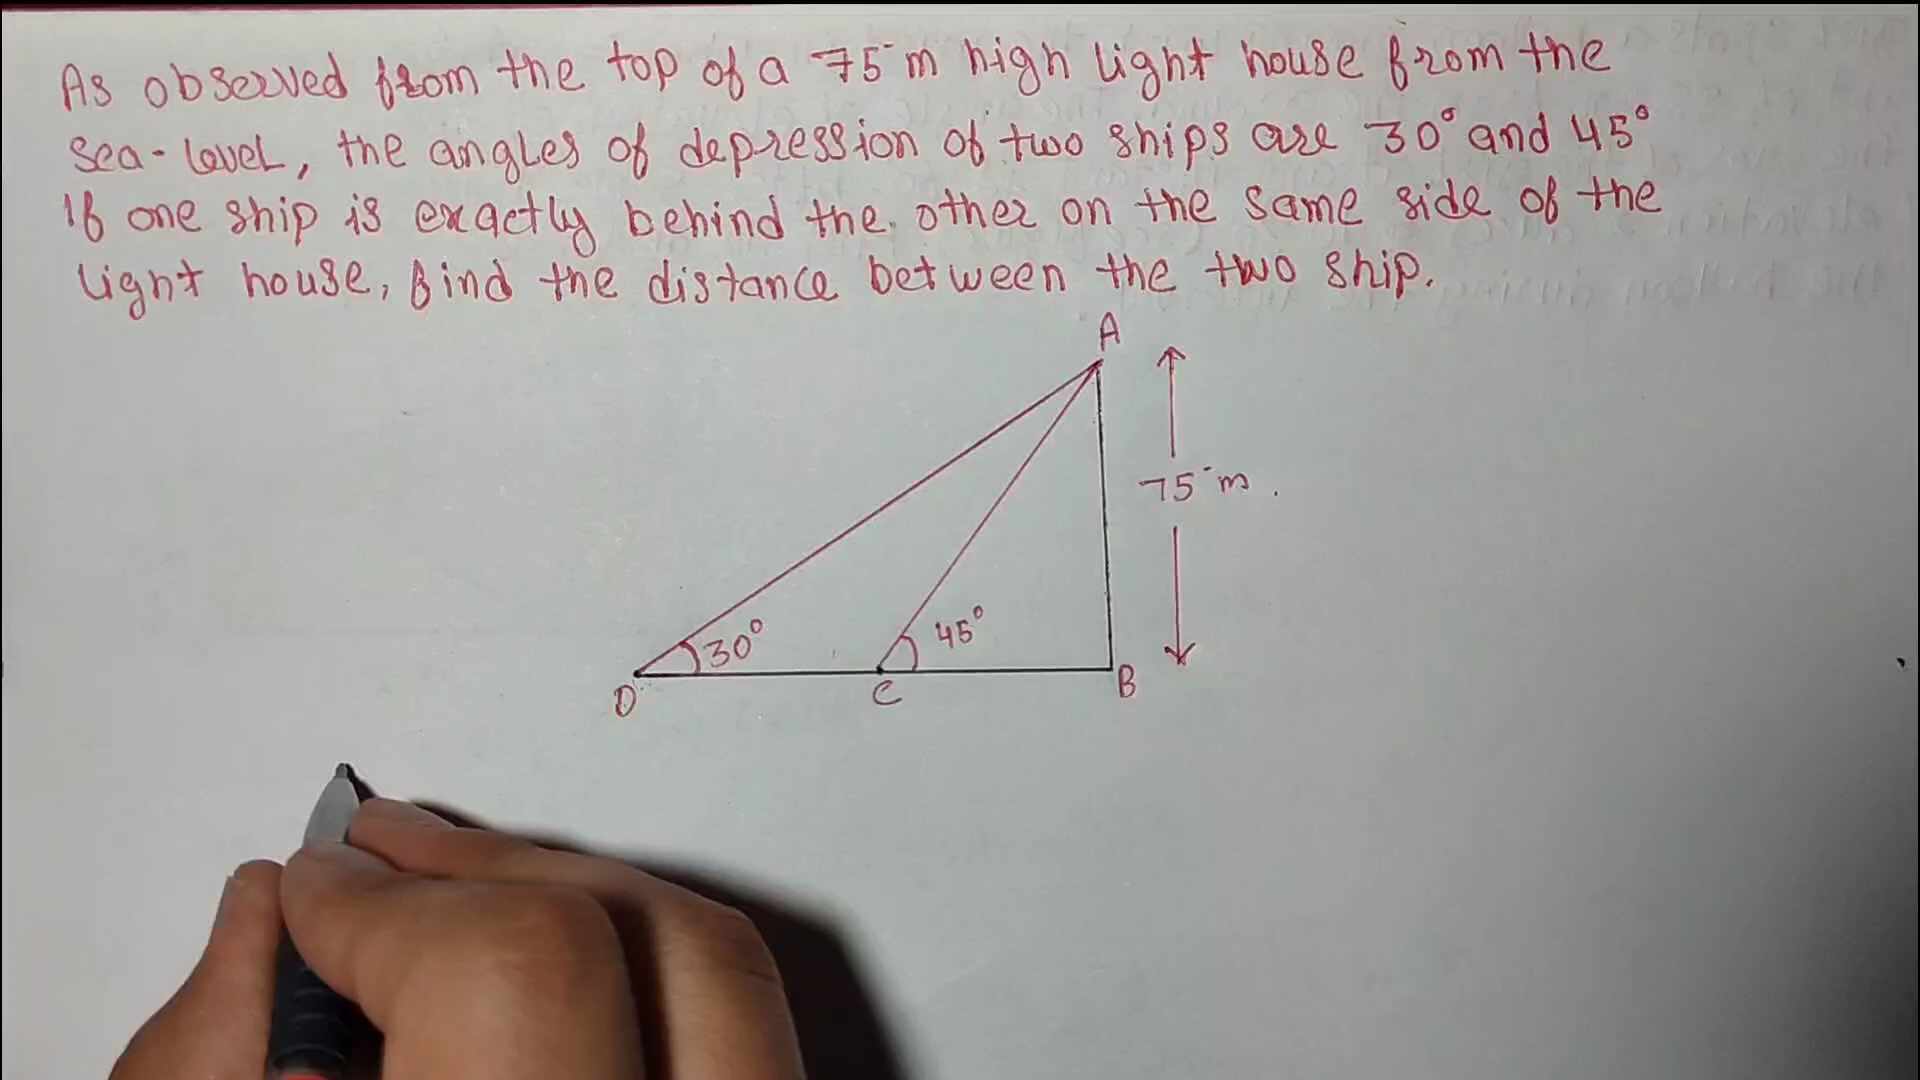 As observed from the top of a 75 m high light house from the
sea-level, the angles of depression of two ships are 30° and 45°
If one ship is exactly behind the other on the same side of the
light house, find the distance between the two ship.
A
75 m.
30°
45°
D
C
B